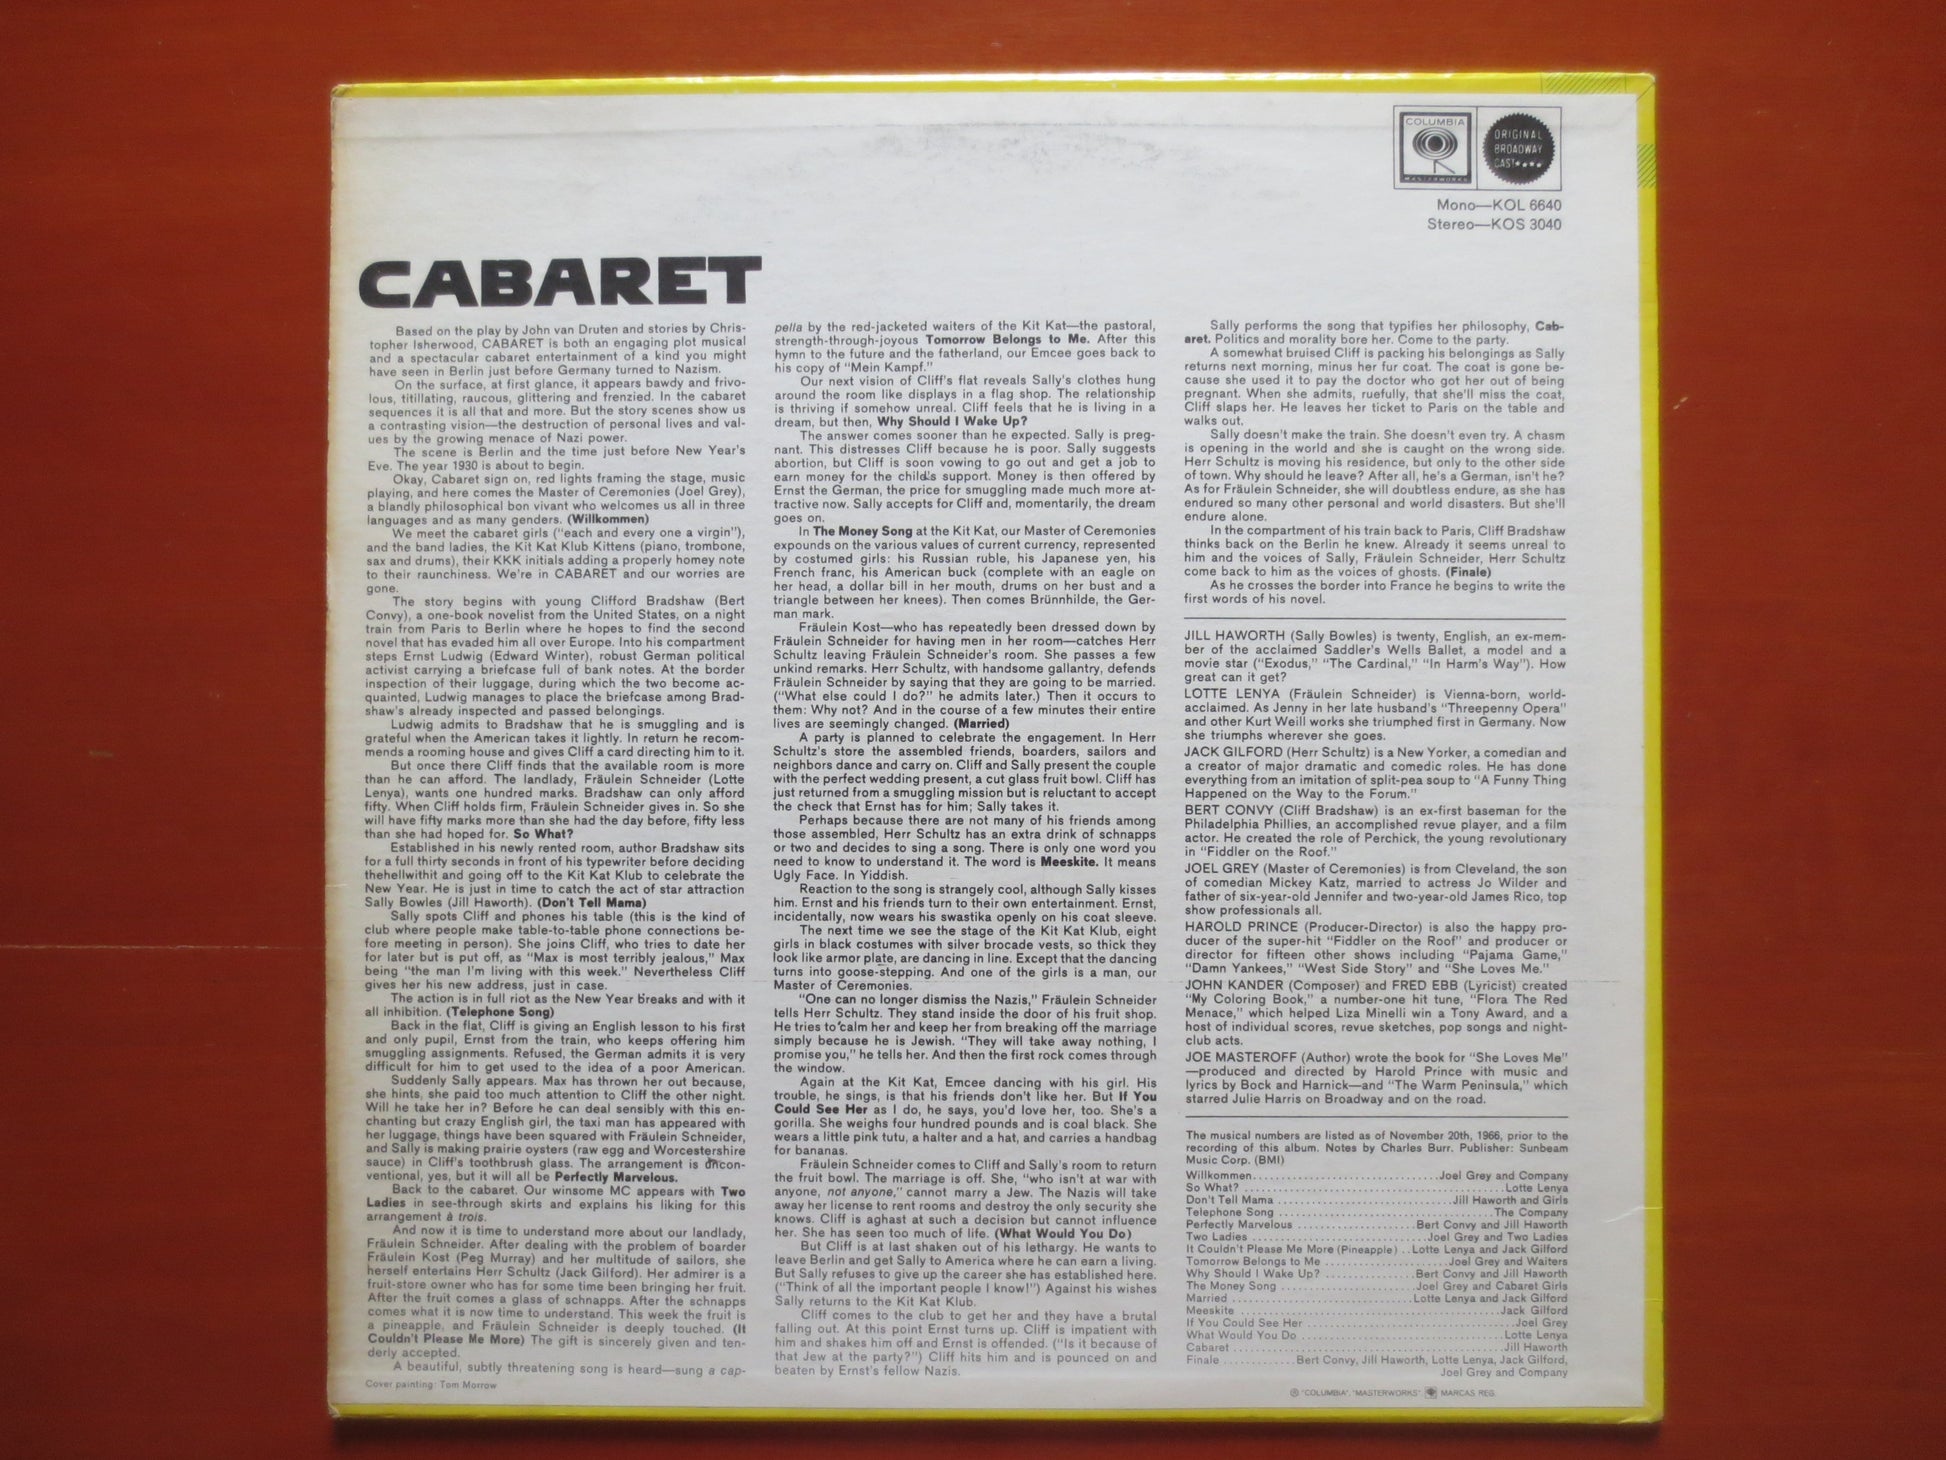 COLUMBIA
MASTERWORKS
ORIGINAL
BROADWAY
CAST★★★★
Mono—KOL 6640
Stereo—KOS 3040
CABARET
Based on the play by John van Druten and stories by Chris-
topher Isherwood, CABARET is both an engaging plot musical
and a spectacular cabaret entertainment of a kind you might
have seen in Berlin just before Germany turned to Nazism.
On the surface, at first glance, it appears bawdy and frivo-
lous, titillating, raucous, glittering and frenzied. In the cabaret
sequences it is all that and more. But the story scenes show us
a contrasting vision—the destruction of personal lives and val-
ues by the growing menace of Nazi power.
The scene is Berlin and the time just before New Year's
Eve. The year 1930 is about to begin.
Okay, Cabaret sign on, red lights framing the stage, music
playing, and here comes the Master of Ceremonies (Joel Grey),
a blandly philosophical bon vivant who welcomes us all in three
languages and as many genders. (Willkommen)
We meet the cabaret girls ("each and every one a virgin"),
and the band ladies, the Kit Kat Klub Kittens (piano, trombone,
sax and drums), their KKK initials adding a properly homey note
to their raunchiness. We're in CABARET and our worries are
gone.
The story begins with young Clifford Bradshaw (Bert
Convy), a one-book novelist from the United States, on a night
train from Paris to Berlin where he hopes to find the second
novel that has evaded him all over Europe. Into his compartment
steps Ernst Ludwig (Edward Winter), robust German political
activist carrying a briefcase full of bank notes. At the border
inspection of their luggage, during which the two become ac-
quainted, Ludwig manages to place the briefcase among Brad-
shaw's already inspected and passed belongings.
Ludwig admits to Bradshaw that he is smuggling and is
grateful when the American takes it lightly. In return he recom-
mends a rooming house and gives Cliff a card directing him to it.
But once there Cliff finds that the available room is more
than he can afford. The landlady, Fräulein Schneider (Lotte
Lenya), wants one hundred marks. Bradshaw can only afford
fifty. When Cliff holds firm, Fräulein Schneider gives in. So she
will have fifty marks more than she had the day before, fifty less
than she had hoped for. So What?
Established in his newly rented room, author Bradshaw sits
for a full thirty seconds in front of his typewriter before deciding
thehellwithit and going off to the Kit Kat Klub to celebrate the
New Year. He is just in time to catch the act of star attraction
Sally Bowles (Jill Haworth). (Don't Tell Mama)
Sally spots Cliff and phones his table (this is the kind of
club where people make table-to-table phone connections be-
fore meeting in person). She joins Cliff, who tries to date her
for later but is put off, as "Max is most terribly jealous," Max
being "the man I'm living with this week." Nevertheless Cliff
gives her his new address, just in case.
The action is in full riot as the New Year breaks and with it
all inhibition. (Telephone Song)
Back in the flat, Cliff is giving an English lesson to his first
and only pupil, Ernst from the train, who keeps offering him
smuggling assignments. Refused, the German admits it is very
difficult for him to get used to the idea of a poor American.
Suddenly Sally appears. Max has thrown her out because,
she hints, she paid too much attention to Cliff the other night.
Will he take her in? Before he can deal sensibly with this en-
chanting but crazy English girl, the taxi man has appeared with
her luggage, things have been squared with Fräulein Schneider,
and Sally is making prairie oysters (raw egg and Worcestershire
sauce) in Cliff's toothbrush glass. The arrangement is uncon-
ventional, yes, but it will all be Perfectly Marvelous.
Back to the cabaret. Our winsome MC appears with Two
Ladies in see-through skirts and explains his liking for this
arrangement à trois.
And now it is time to understand more about our landlady,
Fräulein Schneider. After dealing with the problem of boarder
Fräulein Kost (Peg Murray) and her multitude of sailors, she
herself entertains Herr Schultz (Jack Gilford). Her admirer is a
fruit-store owner who has for some time been bringing her fruit.
After the fruit comes a glass of schnapps. After the schnapps
comes what it is now time to understand. This week the fruit is
a pineapple, and Fräulein Schneider is deeply touched. (It
Couldn't Please Me More) The gift is sincerely given and ten-
derly accepted.
A beautiful, subtly threatening song is heard—sung a cap-
Cover painting: Tom Morrow
pella by the red-jacketed waiters of the Kit Kat—the pastoral,
strength-through-joyous Tomorrow Belongs to Me. After this
hymn to the future and the fatherland, our Emcee goes back to
his copy of "Mein Kampf."
Our next vision of Cliff's flat reveals Sally's clothes hung
around the room like displays in a flag shop. The relationship
is thriving if somehow unreal. Cliff feels that he is living in a
dream, but then, Why Should I Wake Up?
The answer comes sooner than he expected. Sally is preg-
nant. This distresses Cliff because he is poor. Sally suggests
abortion, but Cliff is soon vowing to go out and get a job to
earn money for the child's support. Money is then offered by
Ernst the German, the price for smuggling made much more at-
tractive now. Sally accepts for Cliff and, momentarily, the dream
goes on.
In The Money Song at the Kit Kat, our Master of Ceremonies
expounds on the various values of current currency, represented
by costumed girls: his Russian ruble, his Japanese yen, his
French franc, his American buck (complete with an eagle on
her head, a dollar bill in her mouth, drums on her bust and a
triangle between her knees). Then comes Brünnhilde, the Ger-
man mark.
Fräulein Kost—who has repeatedly been dressed down by
Fräulein Schneider for having men in her room—catches Herr
Schultz leaving Fräulein Schneider's room. She passes a few
unkind remarks. Herr Schultz, with handsome gallantry, defends
Fräulein Schneider by saying that they are going to be married.
("What else could I do?" he admits later.) Then it occurs to
them: Why not? And in the course of a few minutes their entire
lives are seemingly changed. (Married)
A party is planned to celebrate the engagement. In Herr
Schultz's store the assembled friends, boarders, sailors and
neighbors dance and carry on. Cliff and Sally present the couple
with the perfect wedding present, a cut glass fruit bowl. Cliff has
just returned from a smuggling mission but is reluctant to accept
the check that Ernst has for him; Sally takes it.
Perhaps because there are not many of his friends among
those assembled, Herr Schultz has an extra drink of schnapps
or two and decides to sing a song. There is only one word you
need to know to understand it. The word is Meeskite. It means
Ugly Face. In Yiddish.
Reaction to the song is strangely cool, although Sally kisses
him. Ernst and his friends turn to their own entertainment. Ernst,
incidentally, now wears his swastika openly on his coat sleeve.
The next time we see the stage of the Kit Kat Klub, eight
girls in black costumes with silver brocade vests, so thick they
look like armor plate, are dancing in line. Except that the dancing
turns into goose-stepping. And one of the girls is a man, our
Master of Ceremonies.
"One can no longer dismiss the Nazis," Fräulein Schneider
tells Herr Schultz. They stand inside the door of his fruit shop.
He tries to calm her and keep her from breaking off the marriage
simply because he is Jewish. "They will take away nothing, I
promise you," he tells her. And then the first rock comes through
the window.
Again at the Kit Kat, Emcee dancing with his girl. His
trouble, he sings, is that his friends don't like her. But If You
Could See Her as I do, he says, you'd love her, too. She's a
gorilla. She weighs four hundred pounds and is coal black. She
wears a little pink tutu, a halter and a hat, and carries a handbag
for bananas.
Fräulein Schneider comes to Cliff and Sally's room to return
the fruit bowl. The marriage is off. She, "who isn't at war with
anyone, not anyone," cannot marry a Jew. The Nazis will take
away her license to rent rooms and destroy the only security she
knows. Cliff is aghast at such a decision but cannot influence
her. She has seen too much of life. (What Would You Do)
But Cliff is at last shaken out of his lethargy. He wants to
leave Berlin and get Sally to America where he can earn a living.
But Sally refuses to give up the career she has established here.
("Think of all the important people I know!") Against his wishes
Sally returns to the Kit Kat Klub.
Cliff comes to the club to get her and they have a brutal
falling out. At this point Ernst turns up. Cliff is impatient with
him and shakes him off and Ernst is offended. ("Is it because of
that Jew at the party?") Cliff hits him and is pounced on and
beaten by Ernst's fellow Nazis.
Sally performs the song that typifies her philosophy, Cab-
aret. Politics and morality bore her. Come to the party.
A somewhat bruised Cliff is packing his belongings as Sally
returns next morning, minus her fur coat. The coat is gone be-
cause she used it to pay the doctor who got her out of being
pregnant. When she admits, ruefully, that she'll miss the coat,
Cliff slaps her. He leaves her ticket to Paris on the table and
walks out.
Sally doesn't make the train. She doesn't even try. A chasm
is opening in the world and she is caught on the wrong side.
Herr Schultz is moving his residence, but only to the other side
of town. Why should he leave? After all, he's a German, isn't he?
As for Fräulein Schneider, she will doubtless endure, as she has
endured so many other personal and world disasters. But she'll
endure alone.
In the compartment of his train back to Paris, Cliff Bradshaw
thinks back on the Berlin he knew. Already it seems unreal to
him and the voices of Sally, Fräulein Schneider, Herr Schultz
come back to him as the voices of ghosts. (Finale)
As he crosses the border into France he begins to write the
first words of his novel.
JILL HAWORTH (Sally Bowles) is twenty, English, an ex-mem-
ber of the acclaimed Saddler's Wells Ballet, a model and a
movie star ("Exodus," "The Cardinal," "In Harm's Way"). How
great can it get?
LOTTE LENYA (Fräulein Schneider) is Vienna-born, world-
acclaimed. As Jenny in her late husband's "Threepenny Opera"
and other Kurt Weill works she triumphed first in Germany. Now
she triumphs wherever she goes.
JACK GILFORD (Herr Schultz) is a New Yorker, a comedian and
a creator of major dramatic and comedic roles. He has done
everything from an imitation of split-pea soup to "A Funny Thing
Happened on the Way to the Forum."
BERT CONVY (Cliff Bradshaw) is an ex-first baseman for the
Philadelphia Phillies, an accomplished revue player, and a film
actor. He created the role of Perchick, the young revolutionary
in "Fiddler on the Roof."
JOEL GREY (Master of Ceremonies) is from Cleveland, the son
of comedian Mickey Katz, married to actress Jo Wilder and
father of six-year-old Jennifer and two-year-old James Rico, top
show professionals all.
HAROLD PRINCE (Producer-Director) is also the happy pro-
ducer of the super-hit "Fiddler on the Roof" and producer or
director for fifteen other shows including "Pajama Game,"
"Damn Yankees," "West Side Story" and "She Loves Me."
JOHN KANDER (Composer) and FRED EBB (Lyricist) created
"My Coloring Book," a number-one hit tune, "Flora The Red
Menace," which helped Liza Minelli win a Tony Award, and a
host of individual scores, revue sketches, pop songs and night-
club acts.
JOE MASTEROFF (Author) wrote the book for "She Loves Me"
—produced and directed by Harold Prince with music and
lyrics by Bock and Harnick—and "The Warm Peninsula," which
starred Julie Harris on Broadway and on the road.
The musical numbers are listed as of November 20th, 1966, prior to the
recording of this album. Notes by Charles Burr. Publisher: Sunbeam
Music Corp. (BMI)
Willkommen Joel Grey and Company
So What? Lotte Lenya
Don't Tell Mama Jill Haworth and Girls
Telephone Song The Company
Perfectly Marvelous Bert Convy and Jill Haworth
Two Ladies Joel Grey and Two Ladies
It Couldn't Please Me More (Pineapple) Lotte Lenya and Jack Gilford
Tomorrow Belongs to Me Joel Grey and Waiters
Why Should I Wake Up? Bert Convy and Jill Haworth
The Money Song Joel Grey and Cabaret Girls
Married Lotte Lenya and Jack Gilford
Meeskite Jack Gilford
If You Could See Her Joel Grey
What Would You Do Lotte Lenya
Cabaret Jill Haworth
Finale Bert Convy, Jill Haworth, Lotte Lenya, Jack Gilford,
Joel Grey and Company
Ⓟ "COLUMBIA", "MASTERWORKS" MARCAS REG.